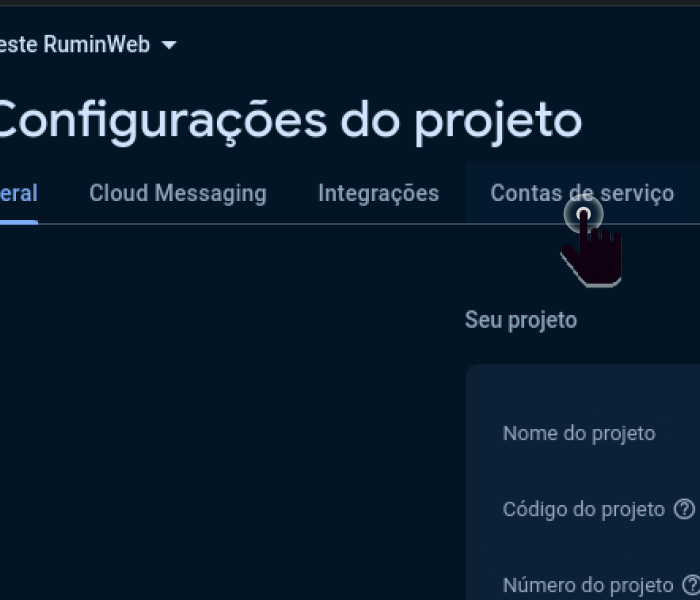 este RuminWeb
Configurações do projeto
eral Cloud Messaging Integrações Contas de serviço
Seu projeto
Nome do projeto
Código do projeto
Número do projeto